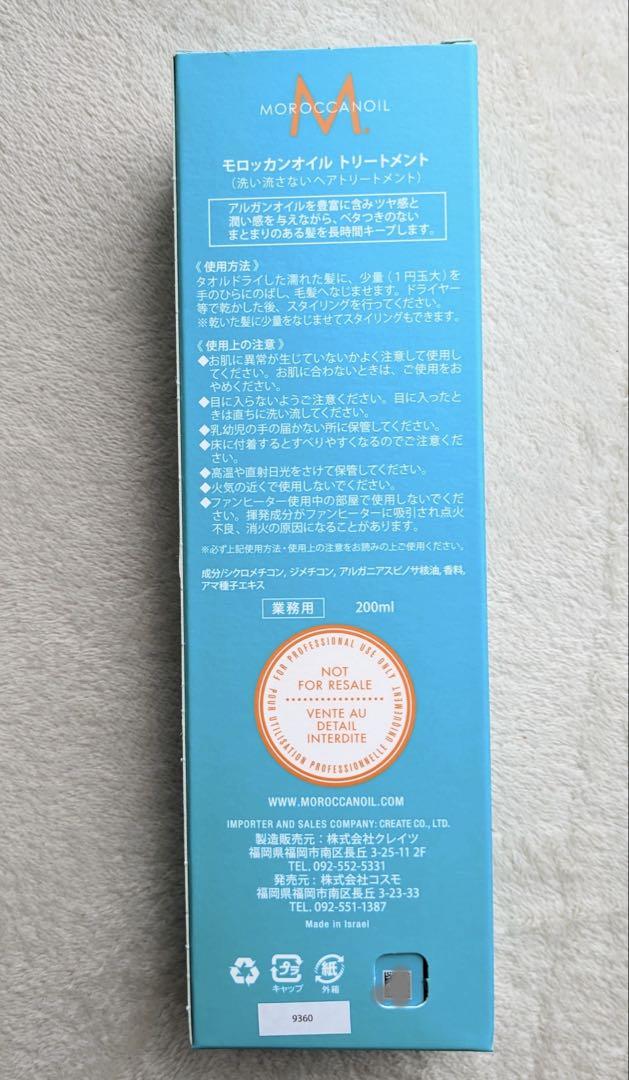 M
MOROCCANOIL
モロッカンオイル トリートメント
(洗い流さないヘアトリートメント)
アルガンオイルを豊富に含みツヤ感と
潤い感を与えながら、ベタつきのない
まとまりのある髪を長時間キープします。
《使用方法》
タオルドライした濡れた髪に、少量(1円玉大)を
手のひらにのばし、毛髪へなじませます。ドライヤー
等で乾かした後、スタイリングを行ってください。
※乾いた髪に少量をなじませてスタイリングもできます。
《使用上の注意》
◆お肌に異常が生じていないかよく注意して使用し
てください。お肌に合わないときは、ご使用をお
やめください。
◆目に入らないようご注意ください。目に入ったと
きは直ちに洗い流してください。
◆乳幼児の手の届かない所に保管してください。
◆床に付着するとすべりやすくなるのでご注意くだ
さい。
◆高温や直射日光をさけて保管してください。
◆火気の近くで使用しないでください。
◆ファンヒーター使用中の部屋で使用しないでくだ
さい。揮発成分がファンヒーターに吸引され点火
不良、消火の原因になることがあります。
※必ず上記使用方法・使用上の注意をお読みの上ご使用ください。
成分/シクロメチコン, ジメチコン, アルガニアスピノサ核油, 香料,
アマ種子エキス
業務用 200ml
FOR PROFESSIONAL USE ONLY
NOT
FOR RESALE
VENTE AU
DETAIL
INTERDITE
POUR UTILISATION PROFESSIONNELLE UNIQUEMENT
WWW.MOROCCANOIL.COM
IMPORTER AND SALES COMPANY: CREATE CO., LTD.
製造販売元:株式会社クレイツ
福岡県福岡市南区長丘 3-25-11 2F
TEL. 092-552-5331
発売元:株式会社コスモ
福岡県福岡市南区長丘 3-23-33
TEL. 092-551-1387
Made in Israel
プラ 紙
キャップ 外箱
9360